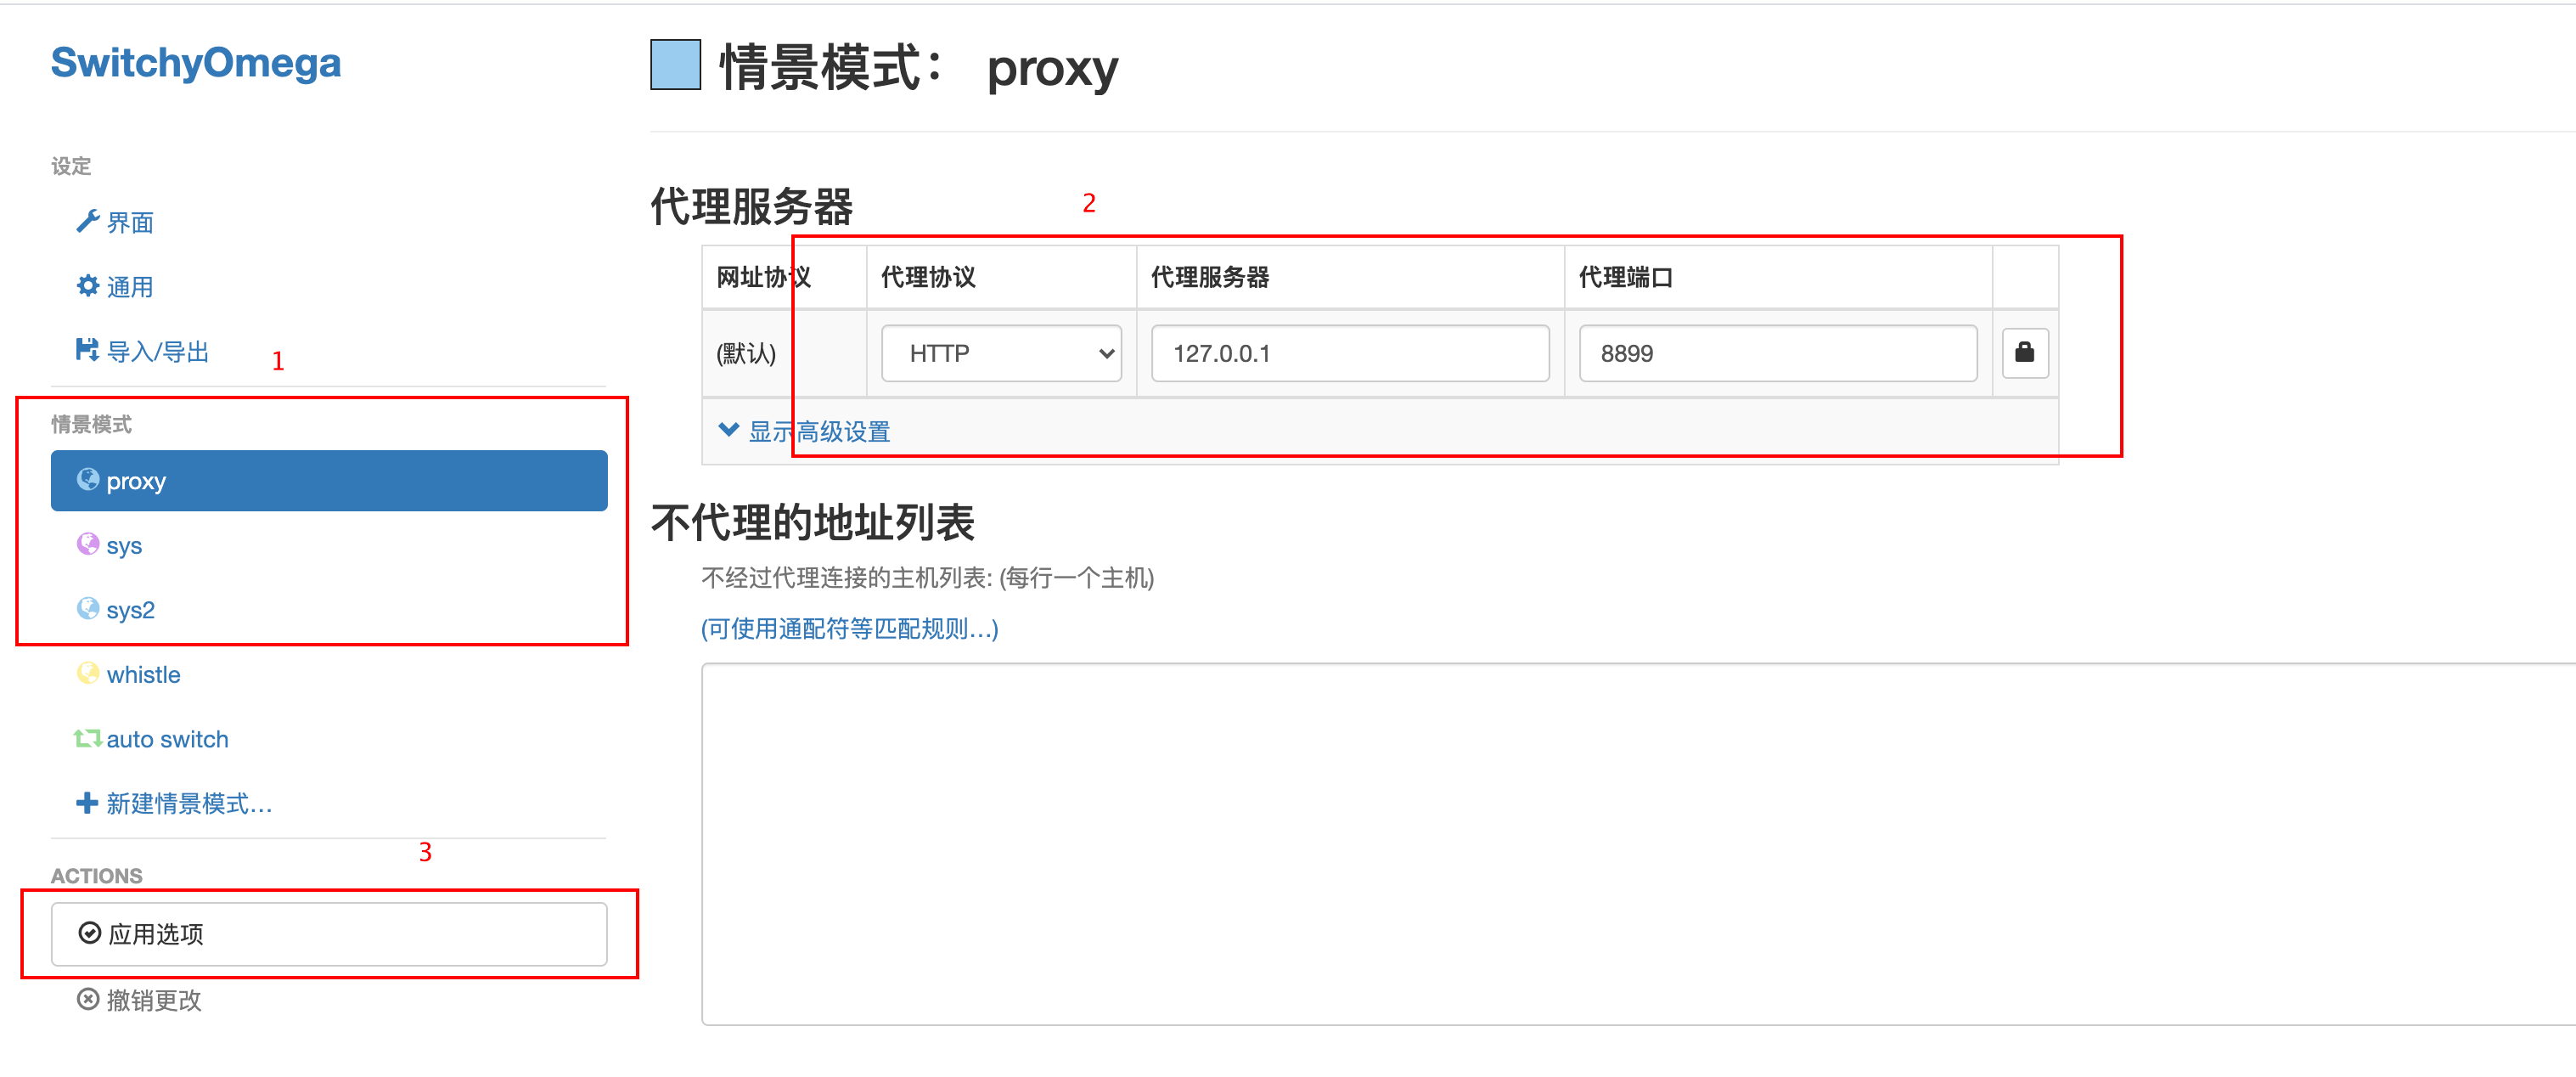 SwitchyOmega
设定
界面
通用
导入/导出
1
情景模式
proxy
sys
sys2
whistle
auto switch
新建情景模式...
3
ACTIONS
应用选项
撤销更改
情景模式： proxy
代理服务器
2
网址协议 代理协议 代理服务器 代理端口
(默认) HTTP 127.0.0.1 8899
显示高级设置
不代理的地址列表
不经过代理连接的主机列表: (每行一个主机)
(可使用通配符等匹配规则...)